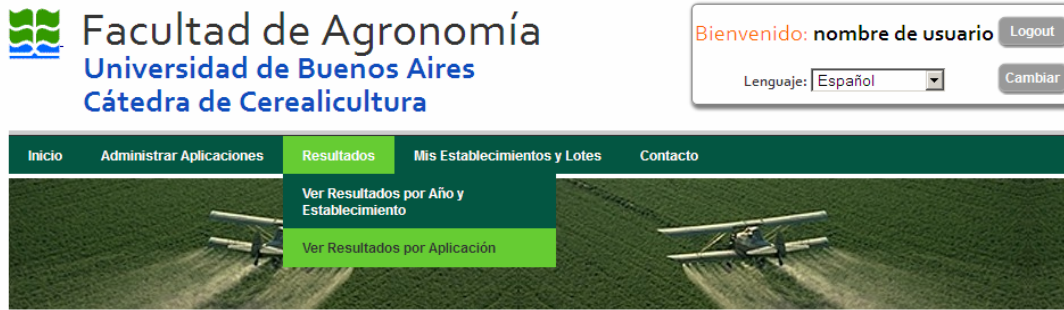 Facultad de Agronomía
Universidad de Buenos Aires
Cátedra de Cerealicultura
Bienvenido: nombre de usuario Logout
Lenguaje: Español Cambiar
Inicio Administrar Aplicaciones Resultados Mis Establecimientos y Lotes Contacto
Ver Resultados por Año y
Establecimiento
Ver Resultados por Aplicación